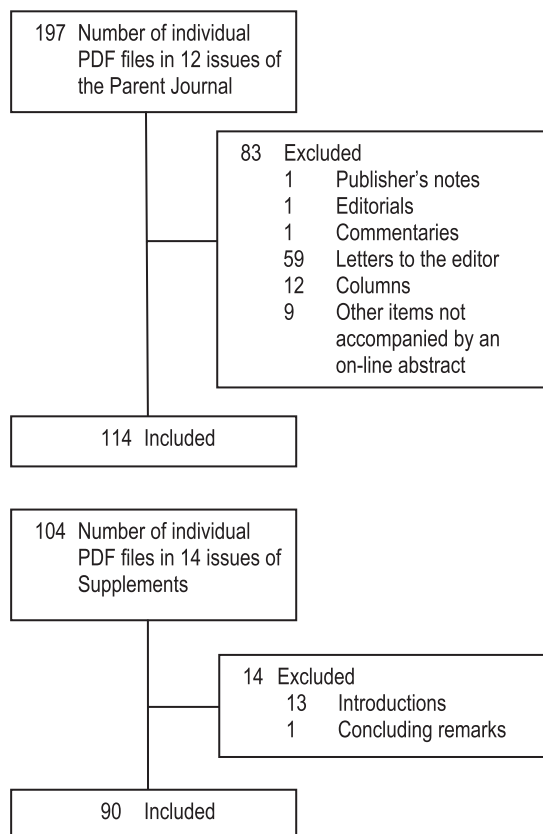 197 Number of individual
PDF files in 12 issues of
the Parent Journal
83 Excluded
1 Publisher's notes
1 Editorials
1 Commentaries
59 Letters to the editor
12 Columns
9 Other items not
accompanied by an
on-line abstract
114 Included
104 Number of individual
PDF files in 14 issues of
Supplements
14 Excluded
13 Introductions
1 Concluding remarks
90 Included